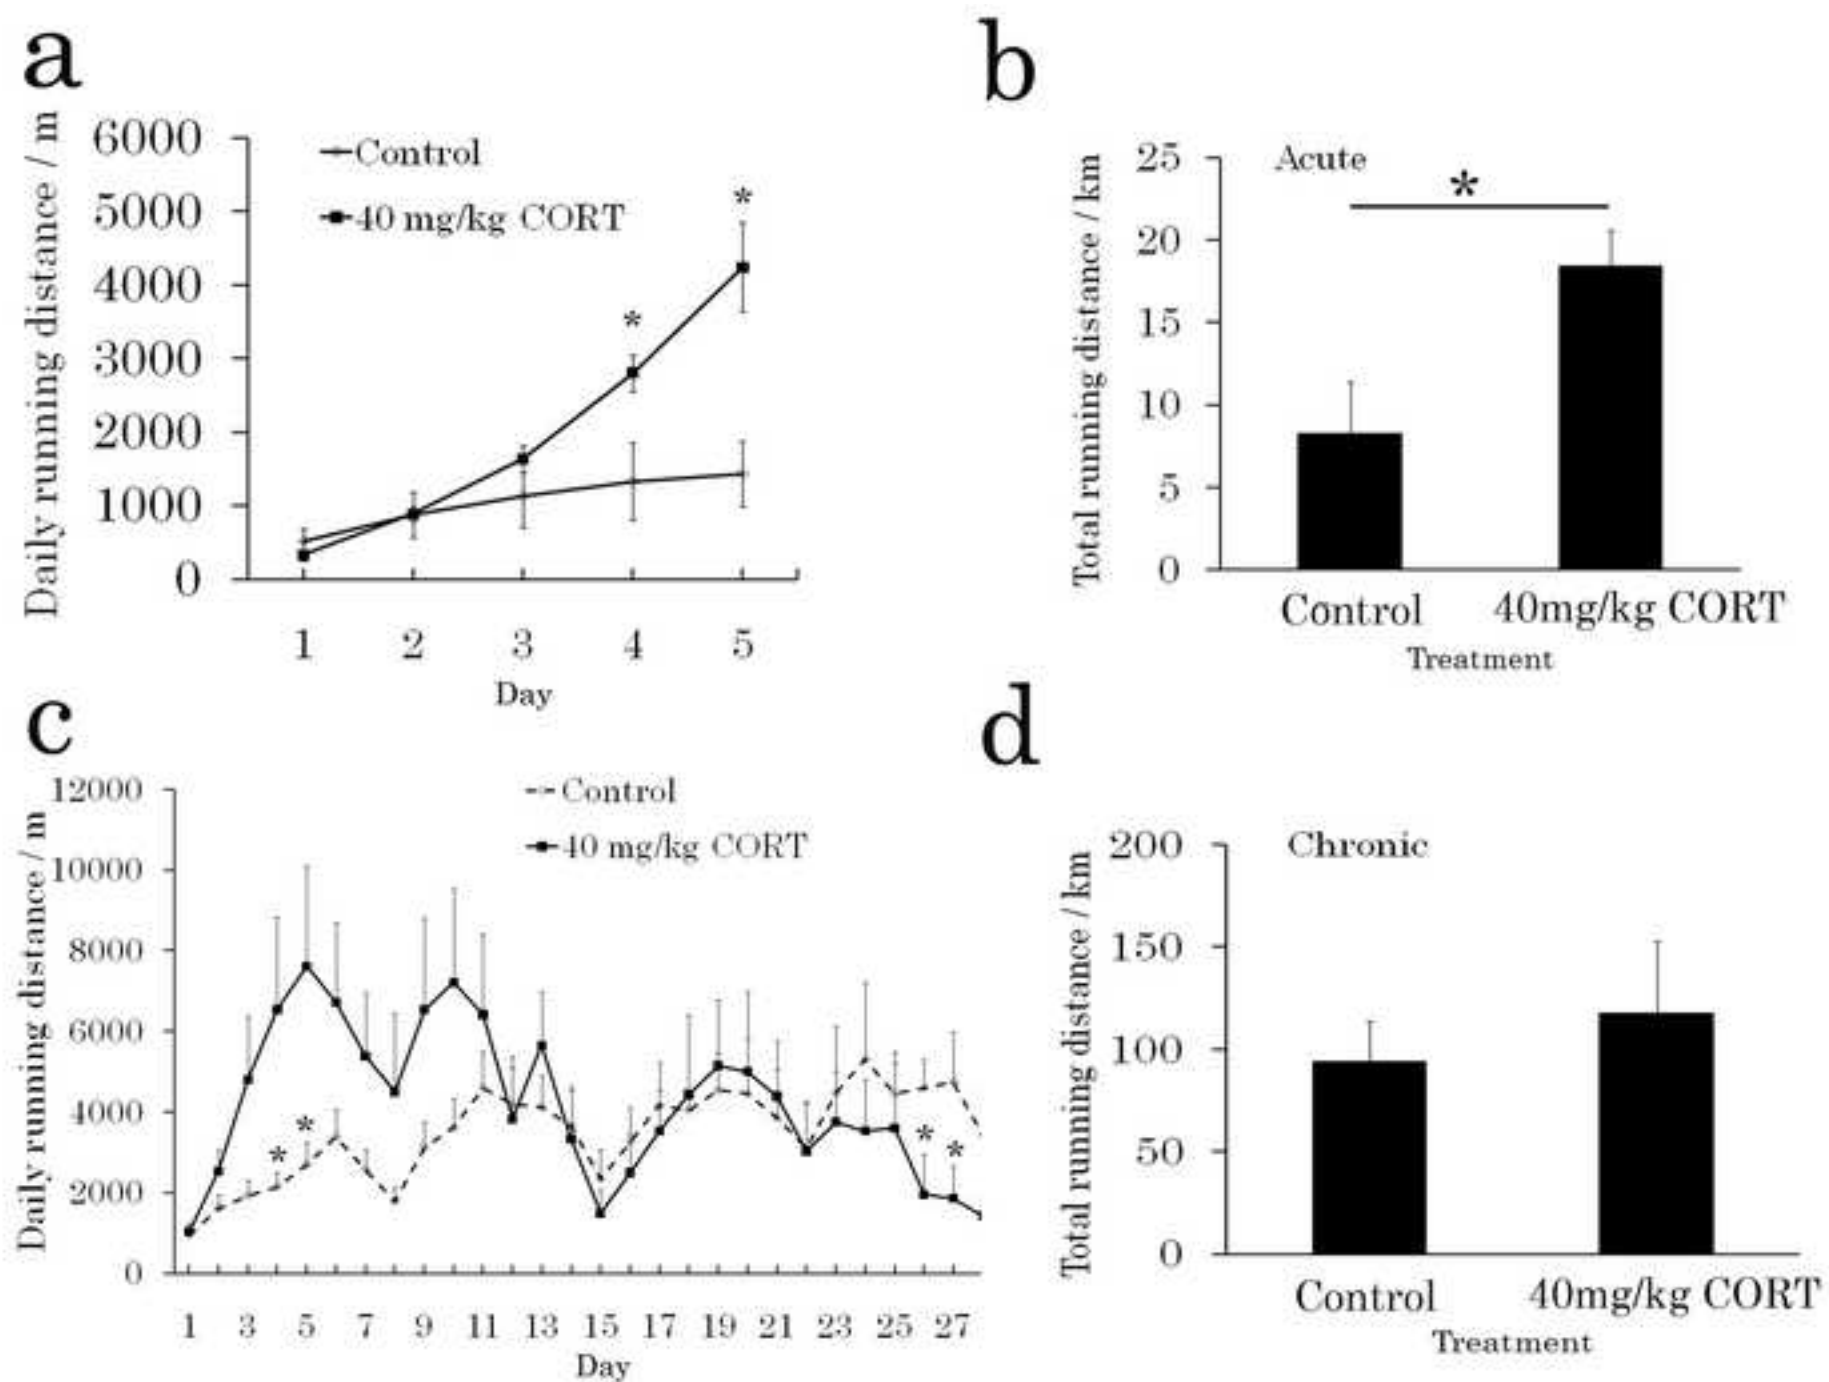 a
Daily running distance / m
6000
5000
4000
3000
2000
1000
0
Control
40 mg/kg CORT
*
*
1 2 3 4 5
Day
b
Total running distance / km
25
20
15
10
5
0
Acute
*
Control 40mg/kg CORT
Treatment
c
Daily running distance / m
12000
10000
8000
6000
4000
2000
0
Control
40 mg/kg CORT
*
*
*
*
1 3 5 7 9 11 13 15 17 19 21 23 25 27
Day
d
Total running distance / km
200
150
100
50
0
Chronic
Control 40mg/kg CORT
Treatment